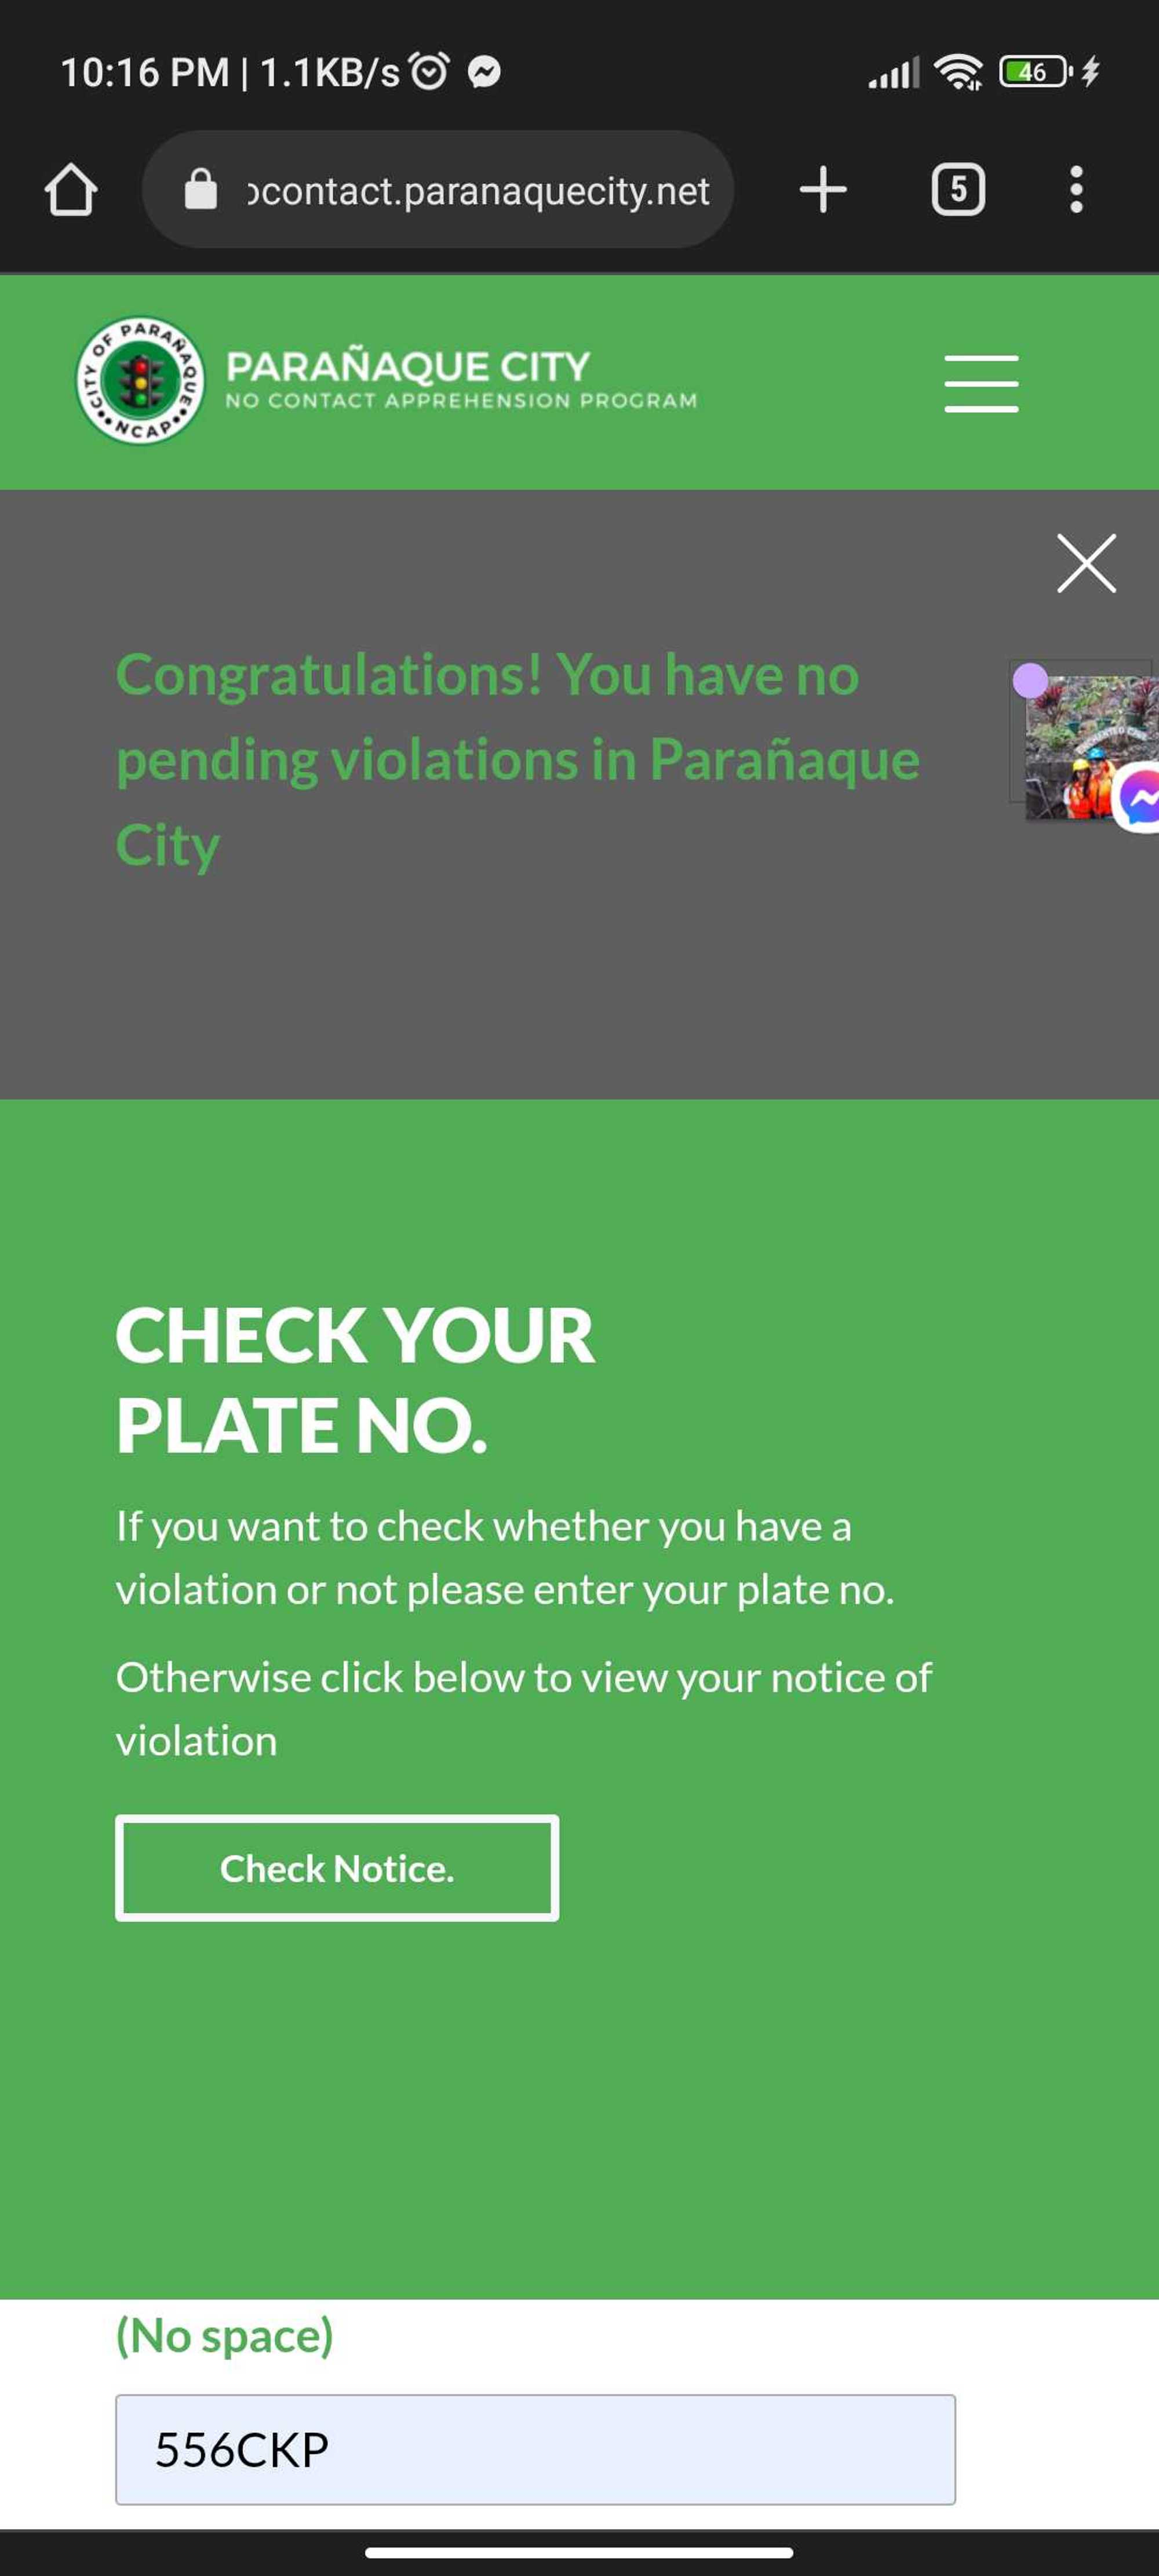 10:16 PM | 1.1KB/s
46
contact.paranaquecity.net
5
CITY OF PARAÑAQUE
NCAP
PARAÑAQUE CITY
NO CONTACT APPREHENSION PROGRAM
Congratulations! You have no
pending violations in Parañaque
City
CHECK YOUR
PLATE NO.
If you want to check whether you have a
violation or not please enter your plate no.
Otherwise click below to view your notice of
violation
Check Notice.
(No space)
556CKP